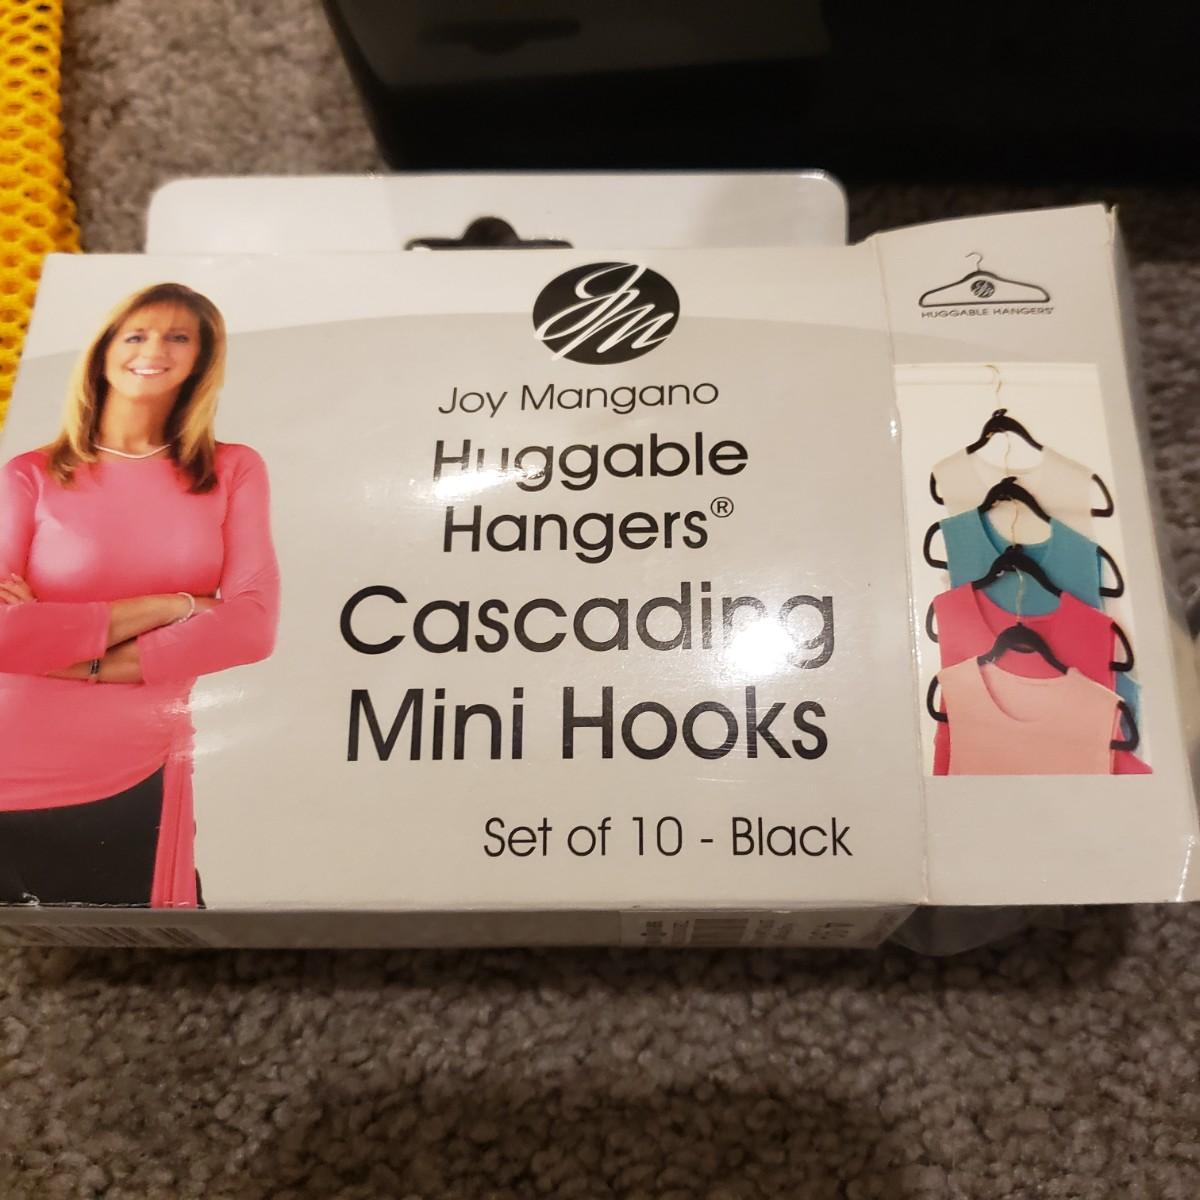 JM
Joy Mangano
Huggable
Hangers®
Cascading
Mini Hooks
Set of 10 - Black
HUGGABLE HANGERS®